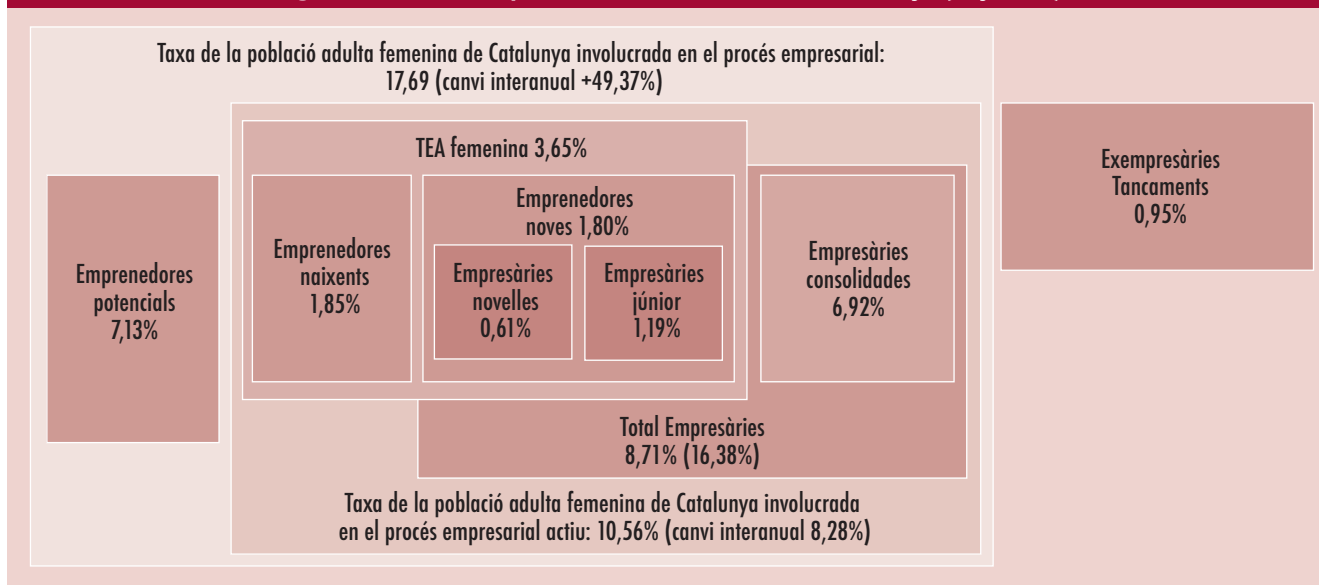 Taxa de la població adulta femenina de Catalunya involucrada en el procés empresarial:
17,69 (canvi interanual +49,37%)
TEA femenina 3,65%
Emprenedores
potencials
7,13%
Emprenedores
naixents
1,85%
Emprenedores
noves 1,80%
Empresàries
novelles
0,61%
Empresàries
júnior
1,19%
Empresàries
consolidades
6,92%
Exempresàries
Tancaments
0,95%
Total Empresàries
8,71% (16,38%)
Taxa de la població adulta femenina de Catalunya involucrada
en el procés empresarial actiu: 10,56% (canvi interanual 8,28%)